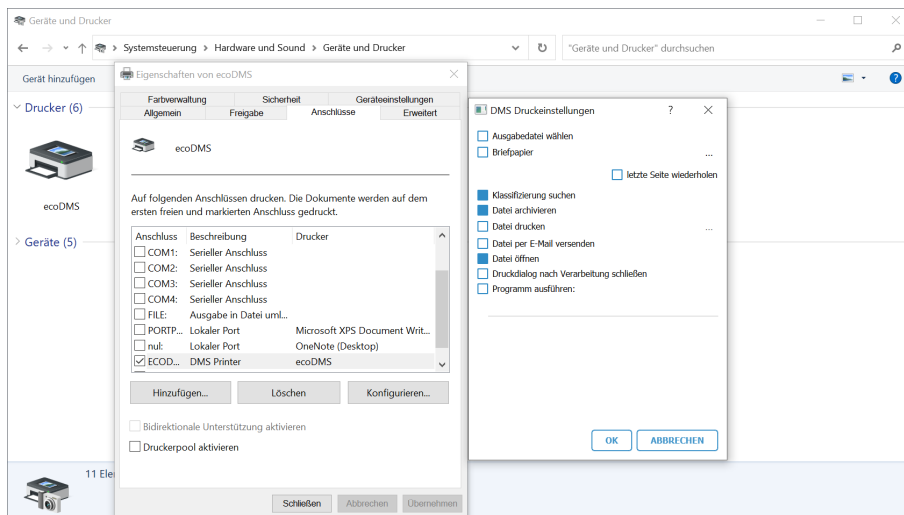 Geräte und Drucker
Systemsteuerung > Hardware und Sound > Geräte und Drucker
"Geräte und Drucker" durchsuchen
Gerät hinzufügen
Drucker (6)
ecoDMS
Geräte (5)
11 Ele
Eigenschaften von ecoDMS
Farbverwaltung Sicherheit Geräteeinstellungen
Allgemein Freigabe Anschlüsse Erweitert
ecoDMS
Auf folgenden Anschlüssen drucken. Die Dokumente werden auf dem
ersten freien und markierten Anschluss gedruckt.
Anschluss Beschreibung Drucker
COM1: Serieller Anschluss
COM2: Serieller Anschluss
COM3: Serieller Anschluss
COM4: Serieller Anschluss
FILE: Ausgabe in Datei uml...
PORTP... Lokaler Port Microsoft XPS Document Writ...
nul: Lokaler Port OneNote (Desktop)
ECOD... DMS Printer ecoDMS
Hinzufügen... Löschen Konfigurieren...
Bidirektionale Unterstützung aktivieren
Druckerpool aktivieren
Schließen Abbrechen Übernehmen
DMS Druckeinstellungen ?
Ausgabedatei wählen
Briefpapier ...
letzte Seite wiederholen
Klassifizierung suchen
Datei archivieren
Datei drucken ...
Datei per E-Mail versenden
Datei öffnen
Druckdialog nach Verarbeitung schließen
Programm ausführen:
OK ABBRECHEN